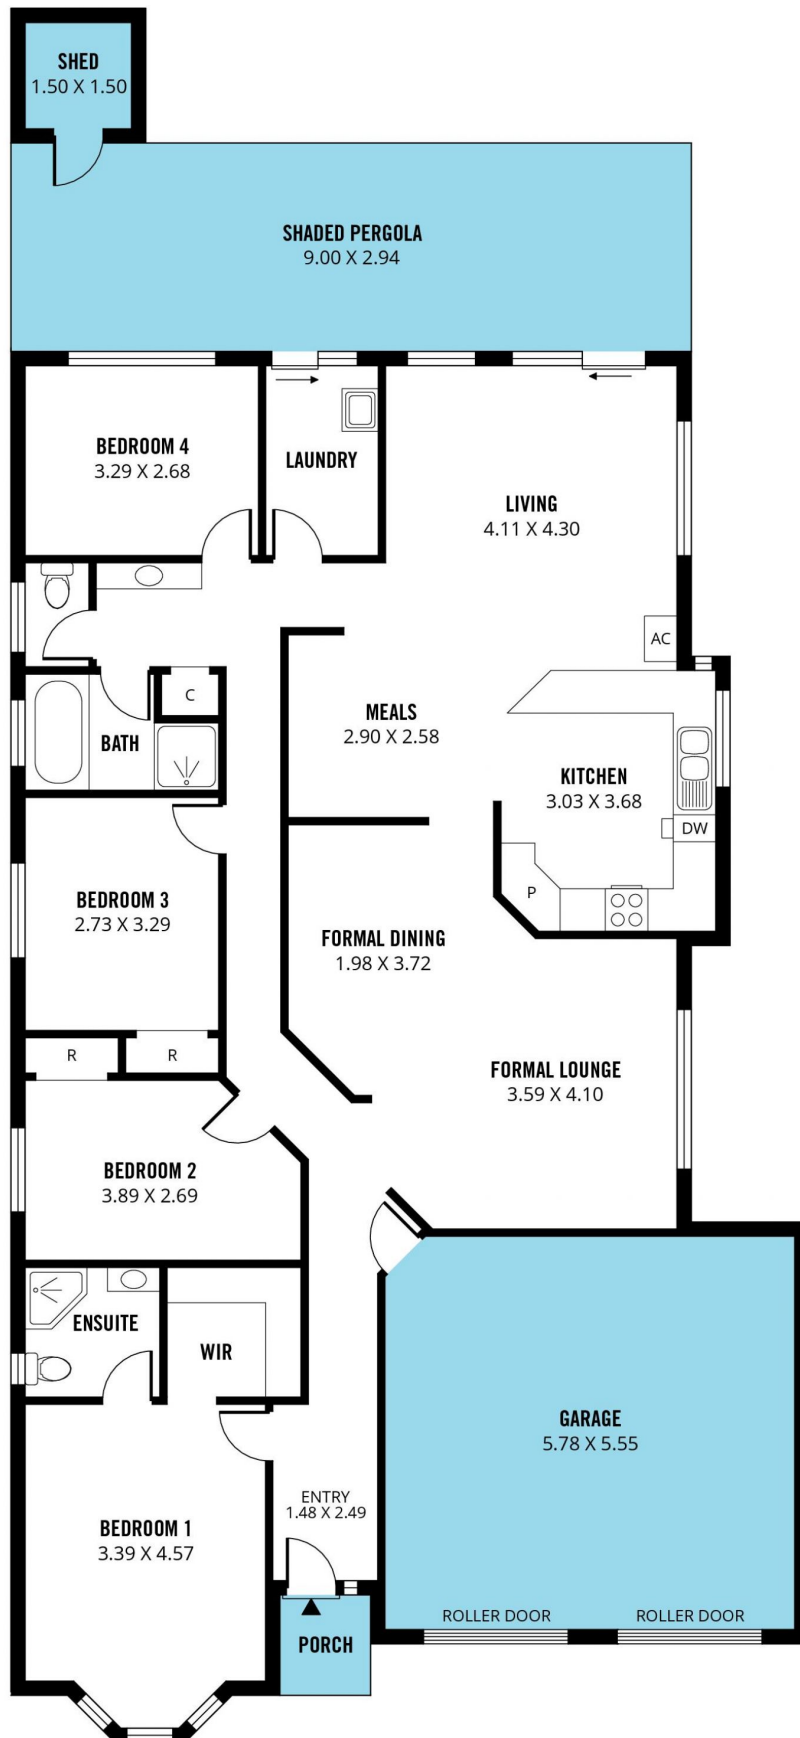 SHED
1.50 X 1.50
SHADED PERGOLA
9.00 X 2.94
BEDROOM 4
3.29 X 2.68
LAUNDRY
LIVING
4.11 X 4.30
AC
C
BATH
MEALS
2.90 X 2.58
KITCHEN
3.03 X 3.68
DW
P
BEDROOM 3
2.73 X 3.29
FORMAL DINING
1.98 X 3.72
R
R
FORMAL LOUNGE
3.59 X 4.10
BEDROOM 2
3.89 X 2.69
ENSUITE
WIR
GARAGE
5.78 X 5.55
ENTRY
1.48 X 2.49
BEDROOM 1
3.39 X 4.57
ROLLER DOOR
ROLLER DOOR
PORCH